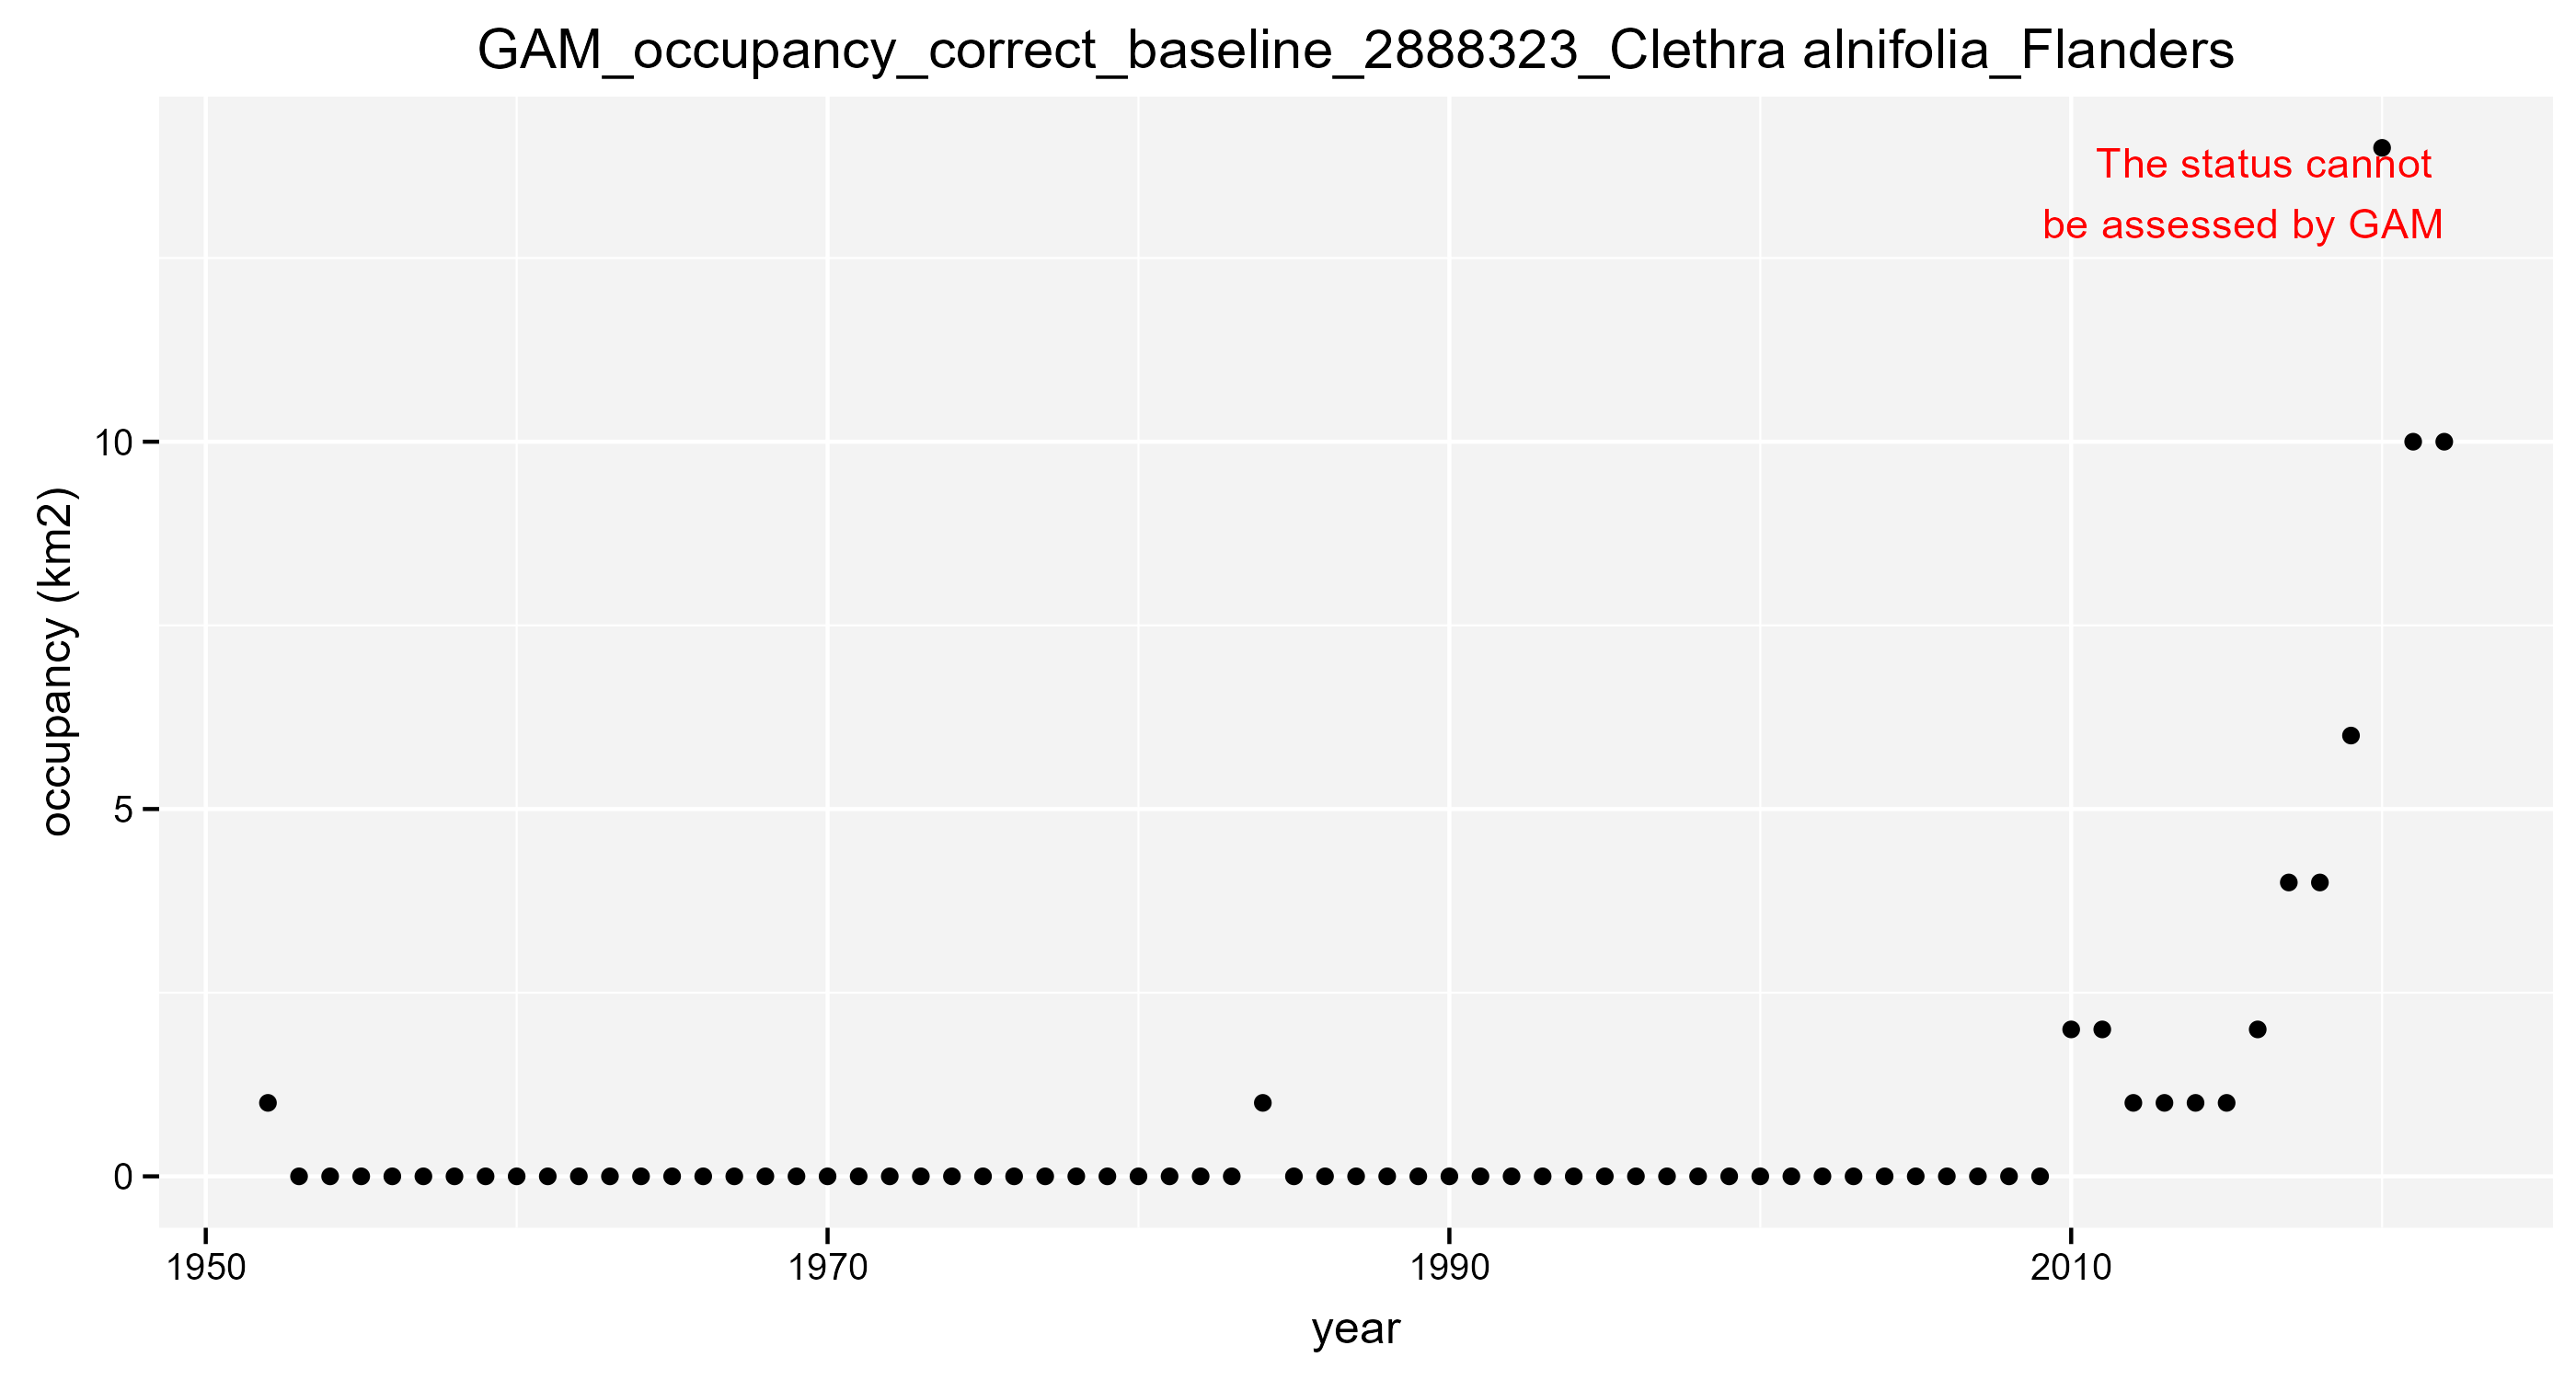 GAM_occupancy_correct_baseline_2888323_Clethra alnifolia_Flanders
The status cannot
be assessed by GAM
occupancy (km2)
10
5
0
1950 1970 1990 2010
year